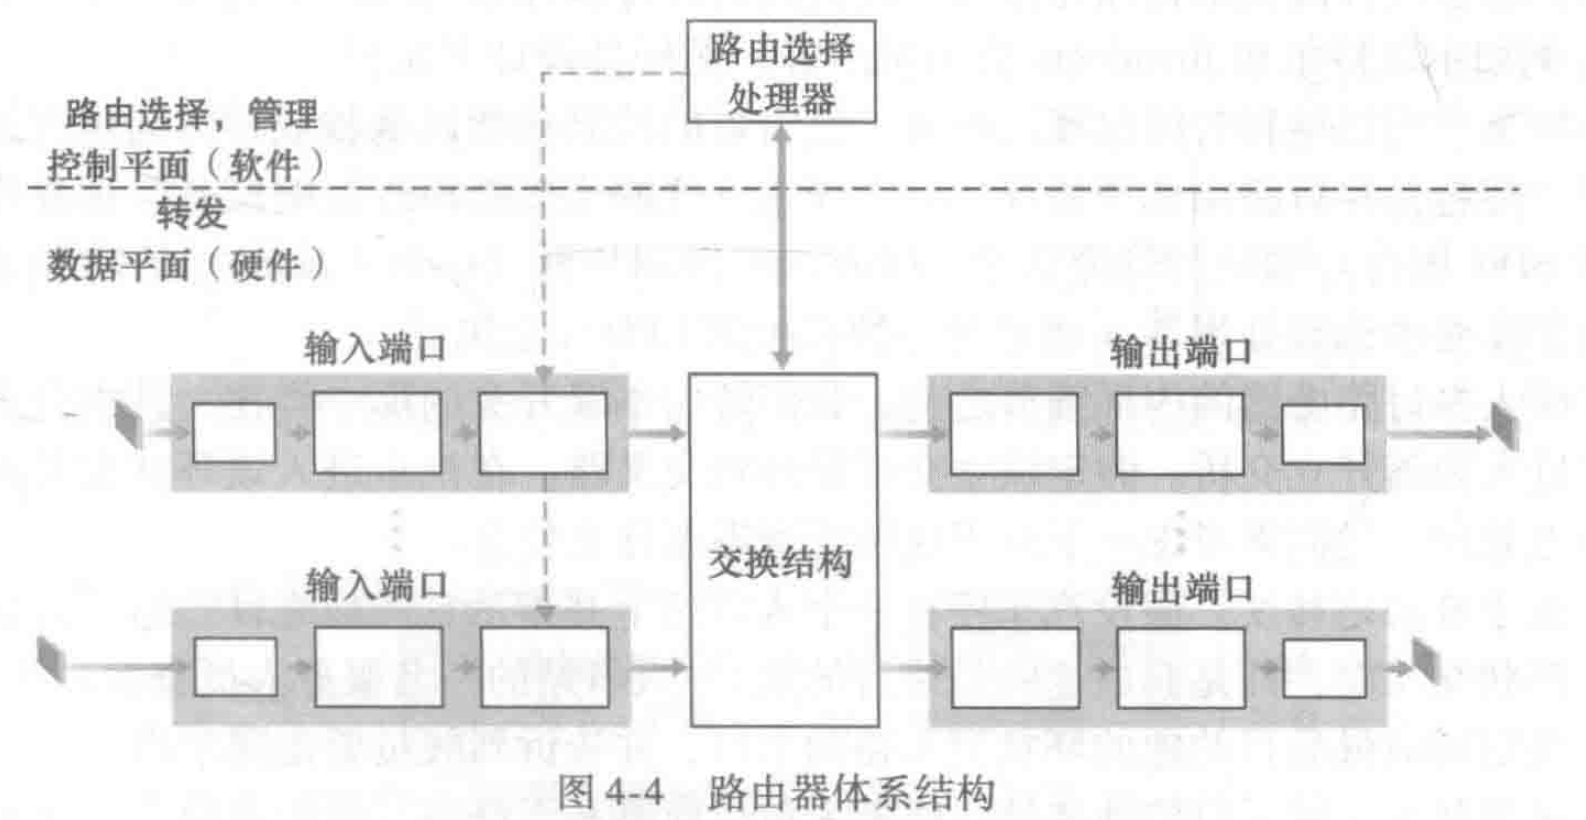 路由选择
处理器
路由选择，管理
控制平面（软件）
转发
数据平面（硬件）
输入端口
输出端口
交换结构
输入端口
输出端口
图 4-4 路由器体系结构